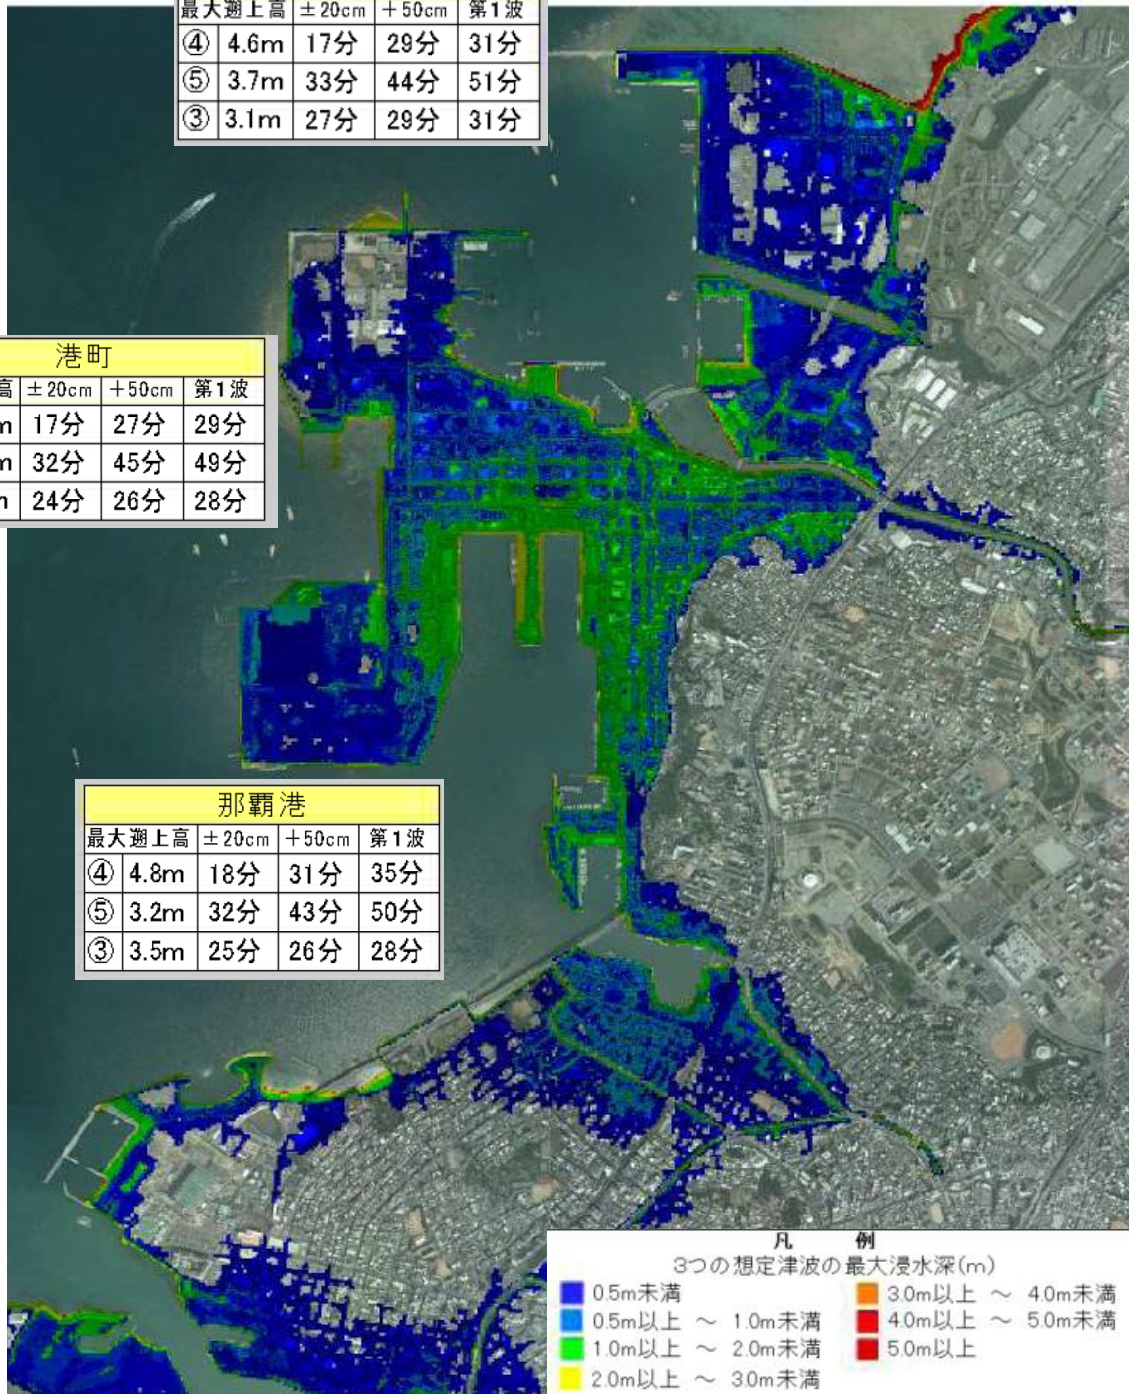 最大遡上高 ±20cm +50cm 第1波
④ 4.6m 17分 29分 31分
⑤ 3.7m 33分 44分 51分
③ 3.1m 27分 29分 31分
港町
高 ±20cm +50cm 第1波
m 17分 27分 29分
m 32分 45分 49分
m 24分 26分 28分
那覇港
最大遡上高 ±20cm +50cm 第1波
④ 4.8m 18分 31分 35分
⑤ 3.2m 32分 43分 50分
③ 3.5m 25分 26分 28分
凡 例
3つの想定津波の最大浸水深(m)
0.5m未満 3.0m以上 ～ 4.0m未満
0.5m以上 ～ 1.0m未満 4.0m以上 ～ 5.0m未満
1.0m以上 ～ 2.0m未満 5.0m以上
2.0m以上 ～ 3.0m未満